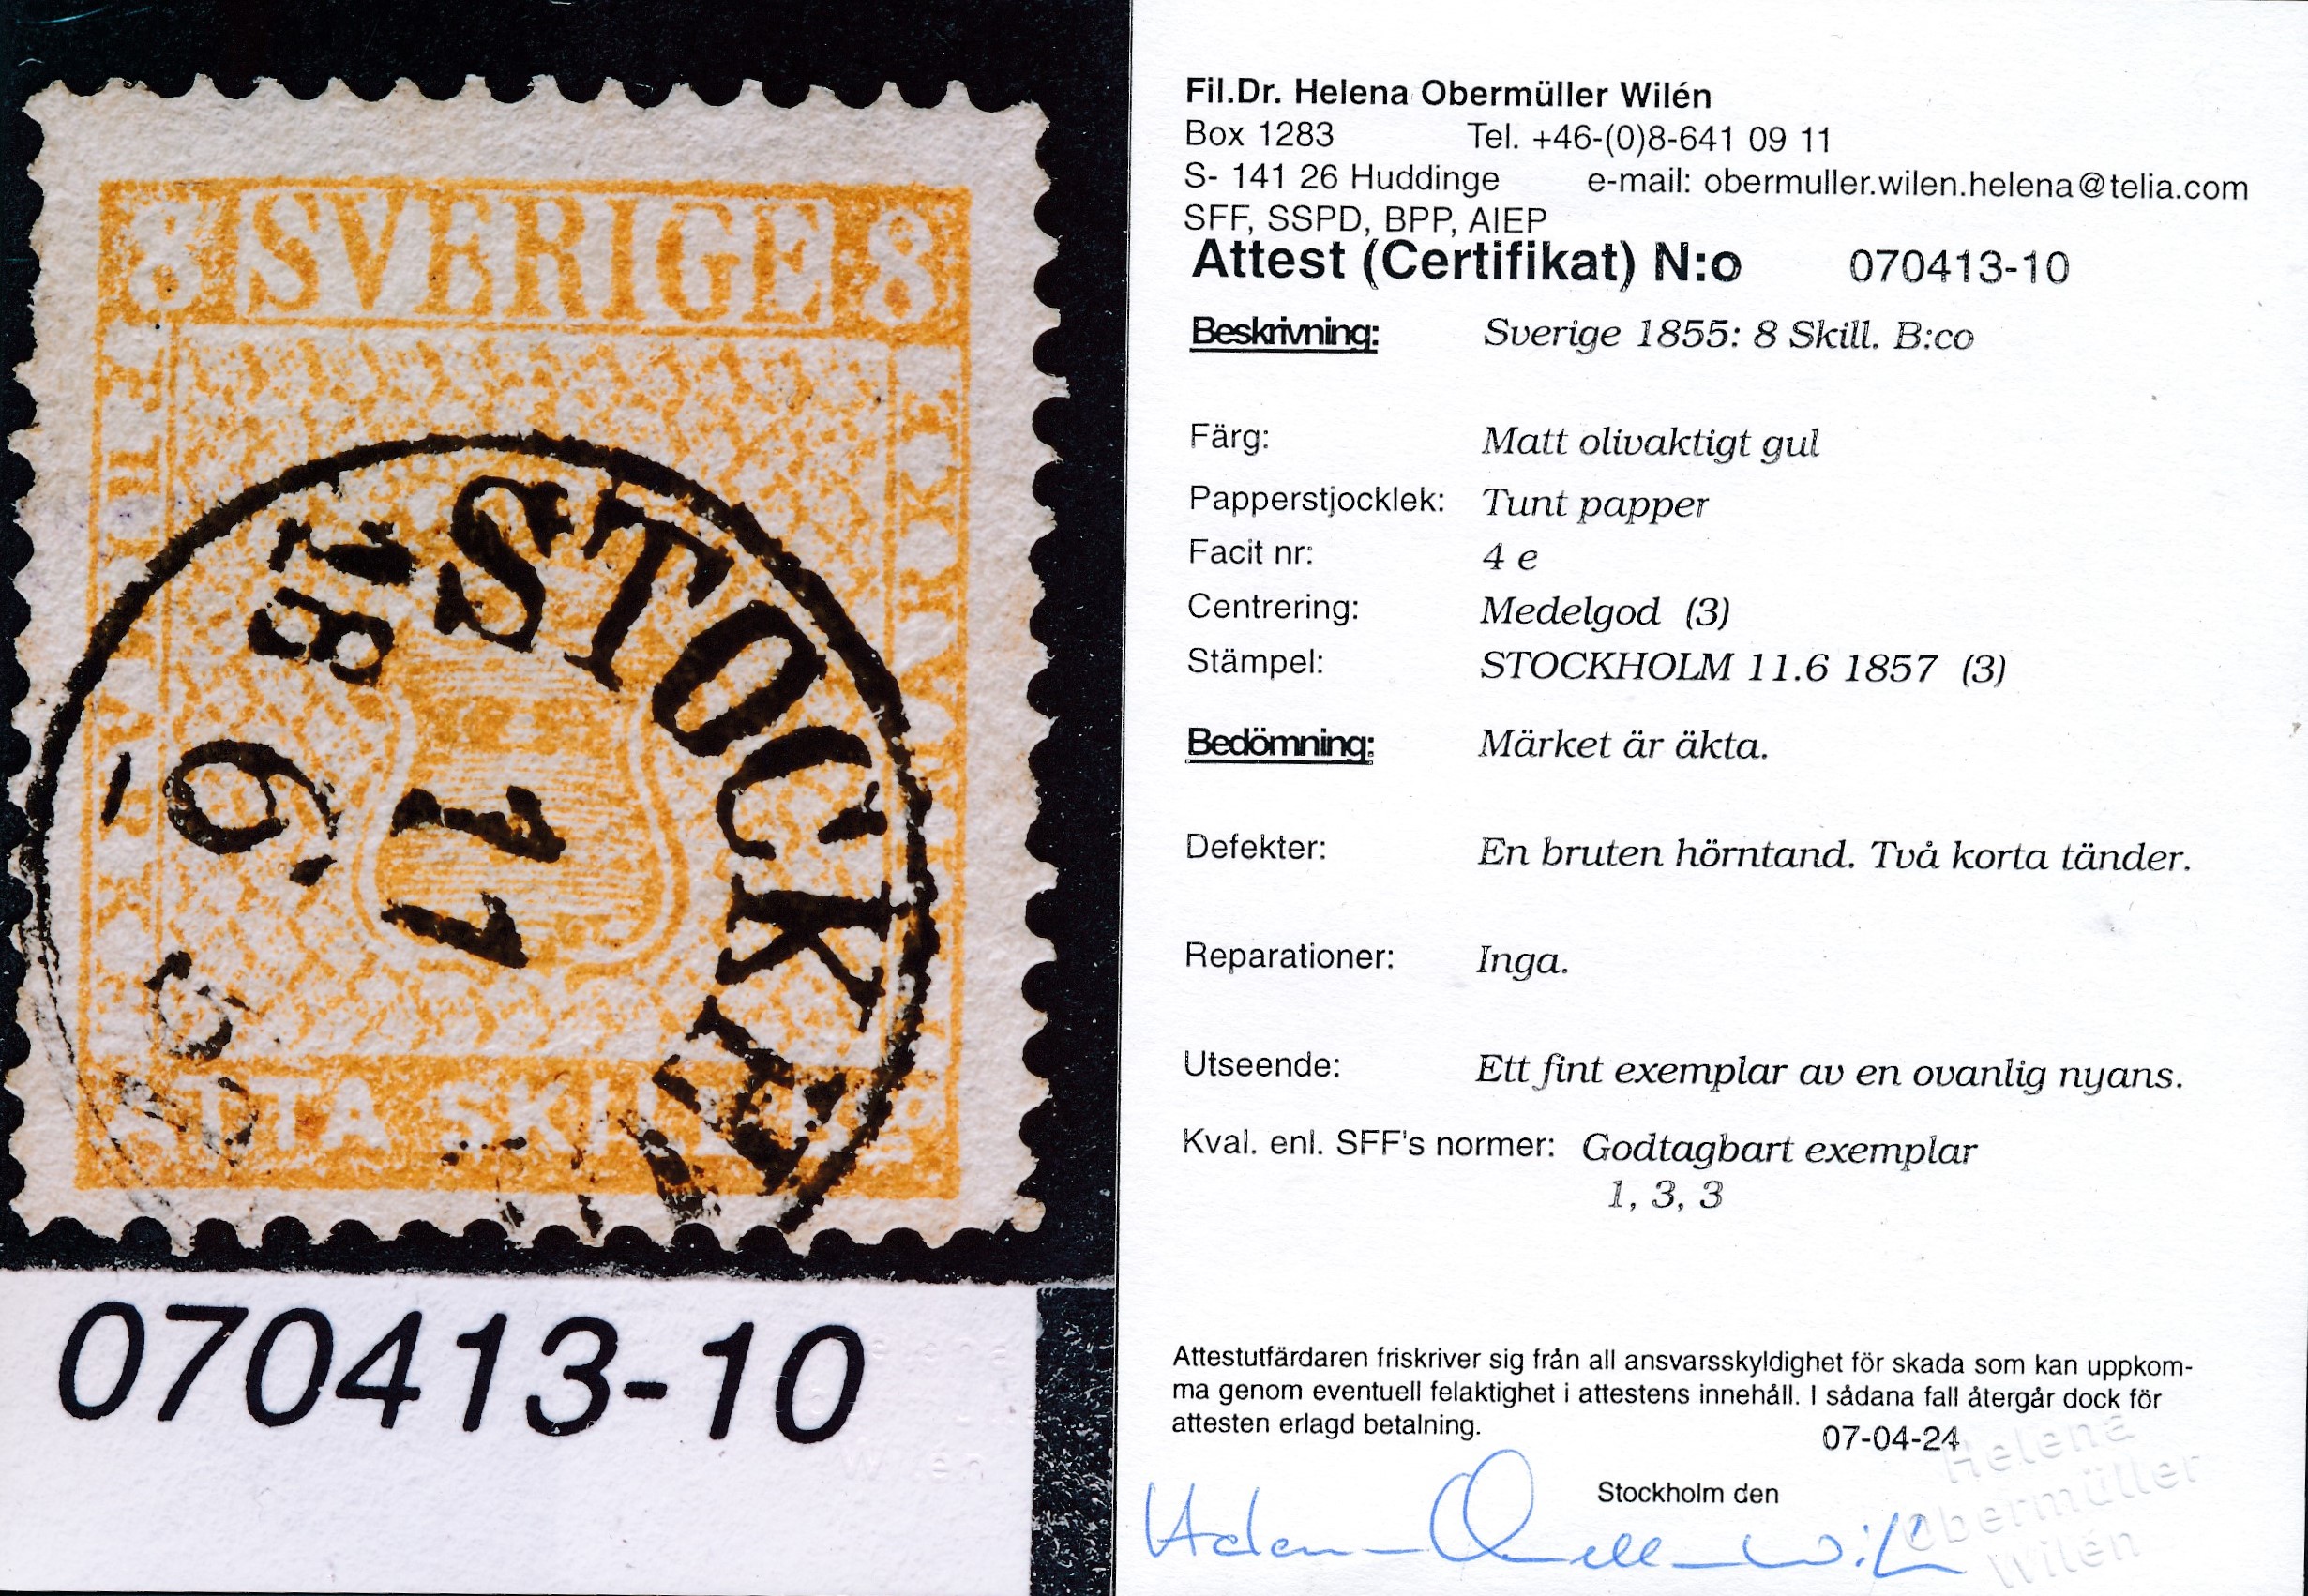 8 SVERIGE 8
STOCKH
11
6.
18
57
TTA SKIL
070413-10
Fil.Dr. Helena Obermüller Wilén
Box 1283 Tel. +46-(0)8-641 09 11
S- 141 26 Huddinge e-mail: obermuller.wilen.helena@telia.com
SFF, SSPD, BPP, AIEP
Attest (Certifikat) N:o 070413-10
Beskrivning: Sverige 1855: 8 Skill. B:co
Färg: Matt olivaktigt gul
Papperstjocklek: Tunt papper
Facit nr: 4 e
Centrering: Medelgod (3)
Stämpel: STOCKHOLM 11.6 1857 (3)
Bedömning: Märket är äkta.
Defekter: En bruten hörntand. Två korta tänder.
Reparationer: Inga.
Utseende: Ett fint exemplar av en ovanlig nyans.
Kval. enl. SFF's normer: Godtagbart exemplar
1, 3, 3
Attestutfärdaren friskriver sig från all ansvarsskyldighet för skada som kan uppkom-
ma genom eventuell felaktighet i attestens innehåll. I sådana fall återgår dock för
attesten erlagd betalning.
07-04-24
Stockholm den
Helena
Obermüller
Wilén